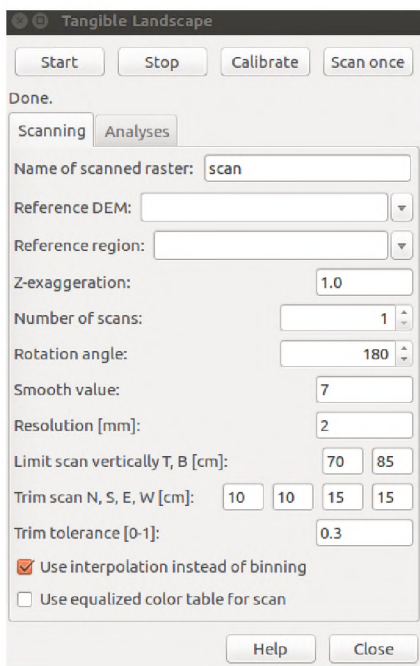 Tangible Landscape
Start Stop Calibrate Scan once
Done.
Scanning Analyses
Name of scanned raster: scan
Reference DEM:
Reference region:
Z-exaggeration: 1.0
Number of scans: 1
Rotation angle: 180
Smooth value: 7
Resolution [mm]: 2
Limit scan vertically T, B [cm]: 70 85
Trim scan N, S, E, W [cm]: 10 10 15 15
Trim tolerance [0-1]: 0.3
Use interpolation instead of binning
Use equalized color table for scan
Help Close